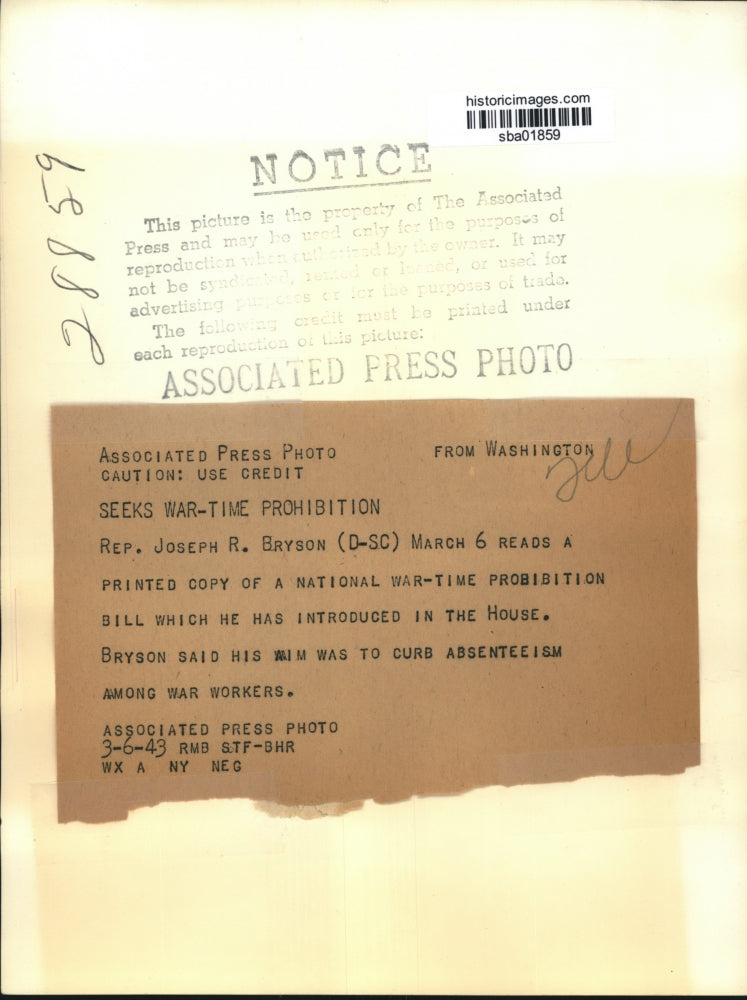 historicimages.com
sba01859
28859
NOTICE
This picture is the property of The Associated
Press and may be used only for the purposes of
reproduction when authorized by the owner. It may
not be syndicated, rented or loaned, or used for
advertising purposes or for the purposes of trade.
The following credit must be printed under
each reproduction of this picture:
ASSOCIATED PRESS PHOTO
ASSOCIATED PRESS PHOTO FROM WASHINGTON
CAUTION: USE CREDIT
SEEKS WAR-TIME PROHIBITION
REP. JOSEPH R. BRYSON (D-SC) MARCH 6 READS A
PRINTED COPY OF A NATIONAL WAR-TIME PROBIBITION
BILL WHICH HE HAS INTRODUCED IN THE HOUSE.
BRYSON SAID HIS AIM WAS TO CURB ABSENTEEISM
AMONG WAR WORKERS.
ASSOCIATED PRESS PHOTO
3-6-43 RMB STF-BHR
WX A NY NEG